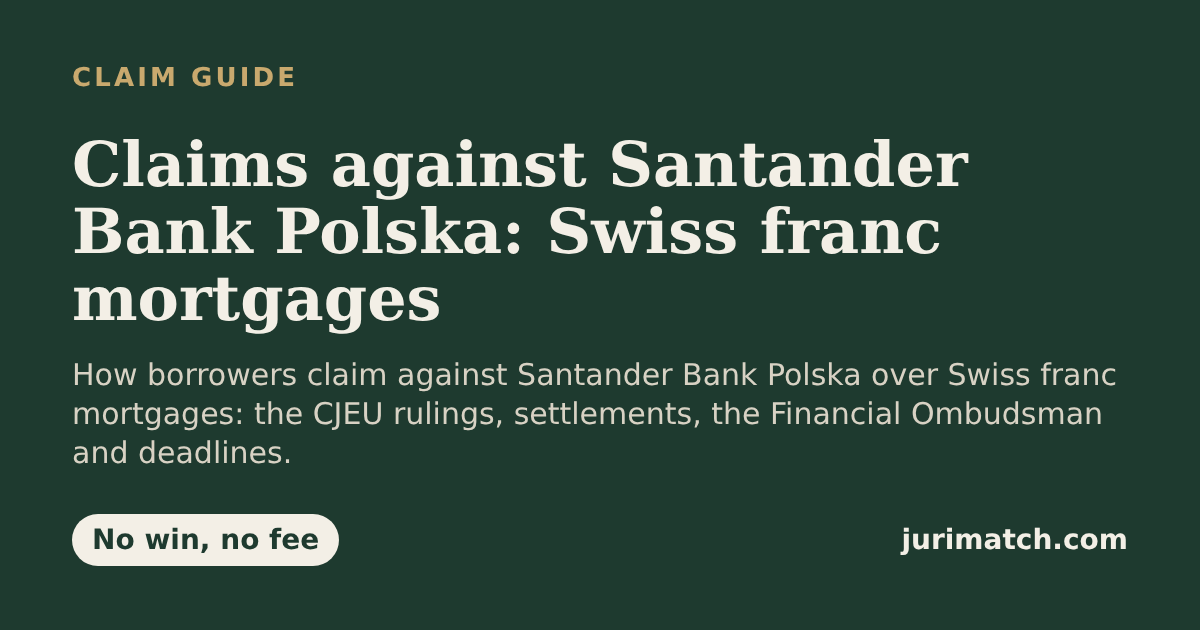 CLAIM GUIDE
Claims against Santander
Bank Polska: Swiss franc
mortgages
How borrowers claim against Santander Bank Polska over Swiss franc
mortgages: the CJEU rulings, settlements, the Financial Ombudsman
and deadlines.
No win, no fee
jurimatch.com